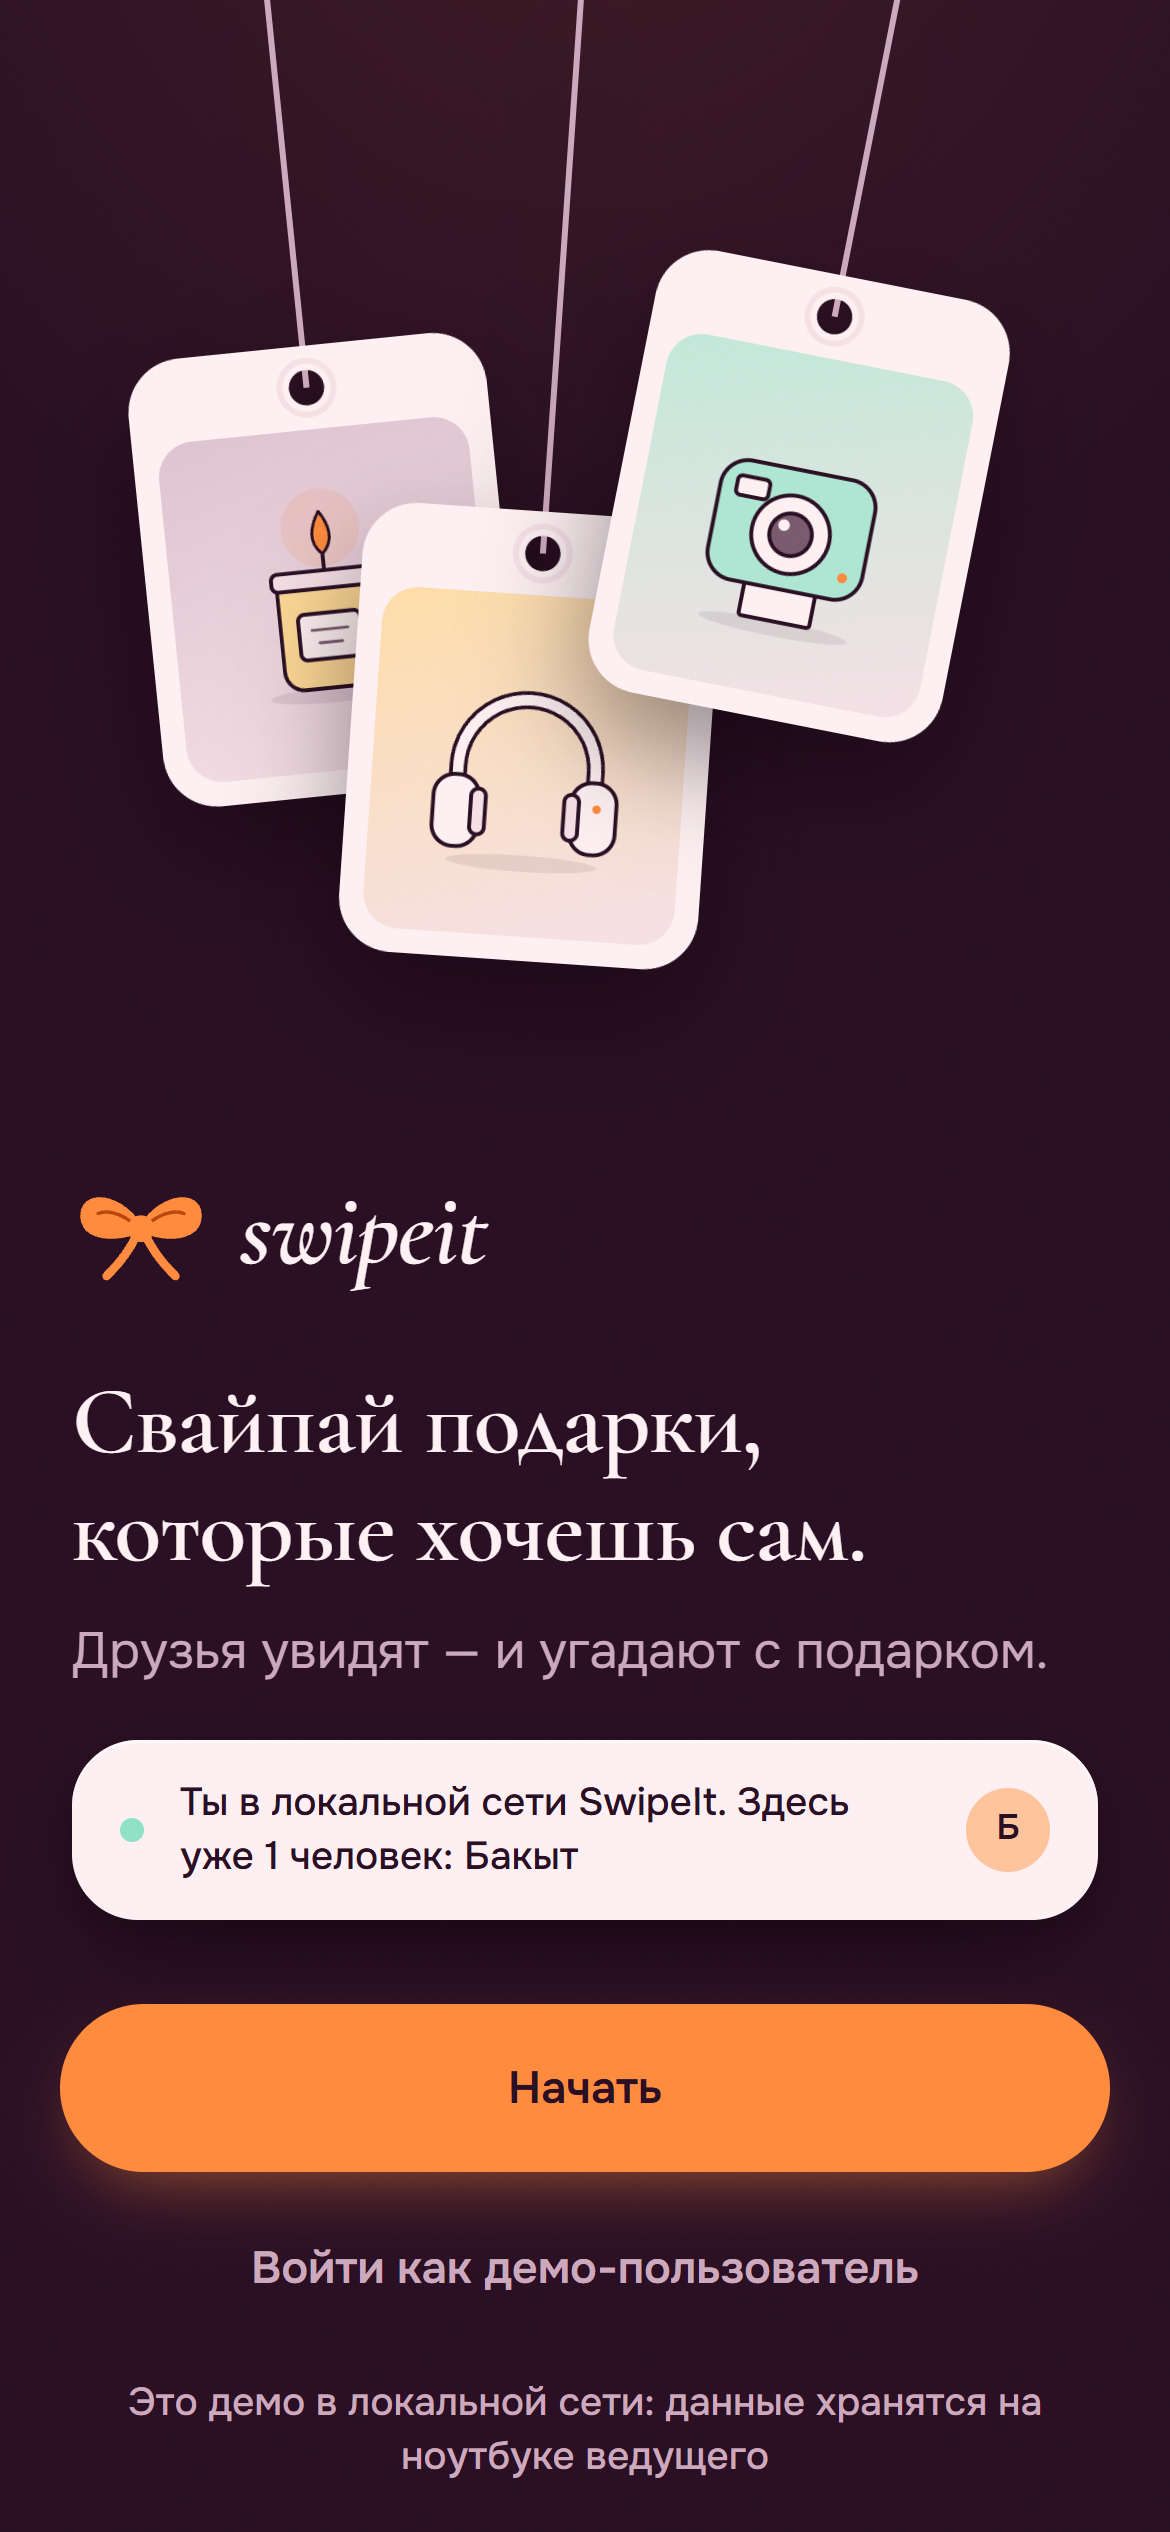 swipeit
Свайпай подарки,
которые хочешь сам.
Друзья увидят — и угадают с подарком.
Ты в локальной сети SwipeIt. Здесь
уже 1 человек: Бакыт
Б
Начать
Войти как демо-пользователь
Это демо в локальной сети: данные хранятся на
ноутбуке ведущего